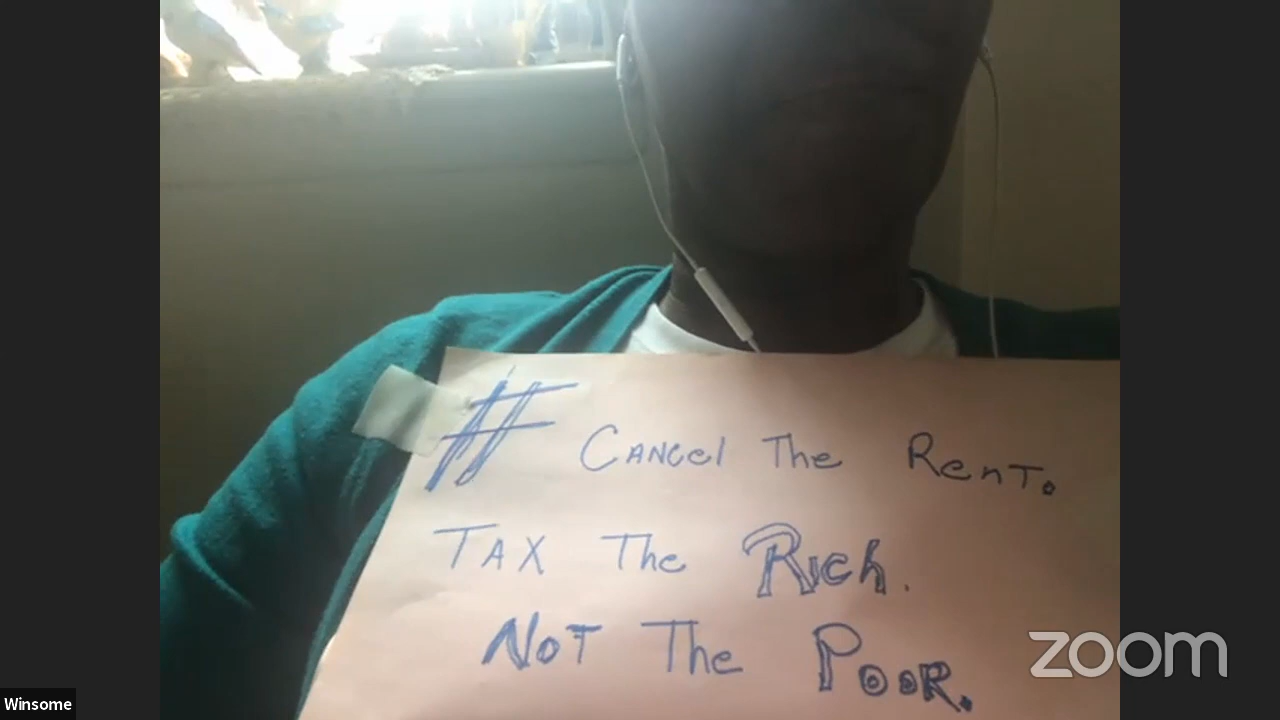 # CANCel The RenT.
TAX The RICh.
NOT The POOR.
zoom
Winsome